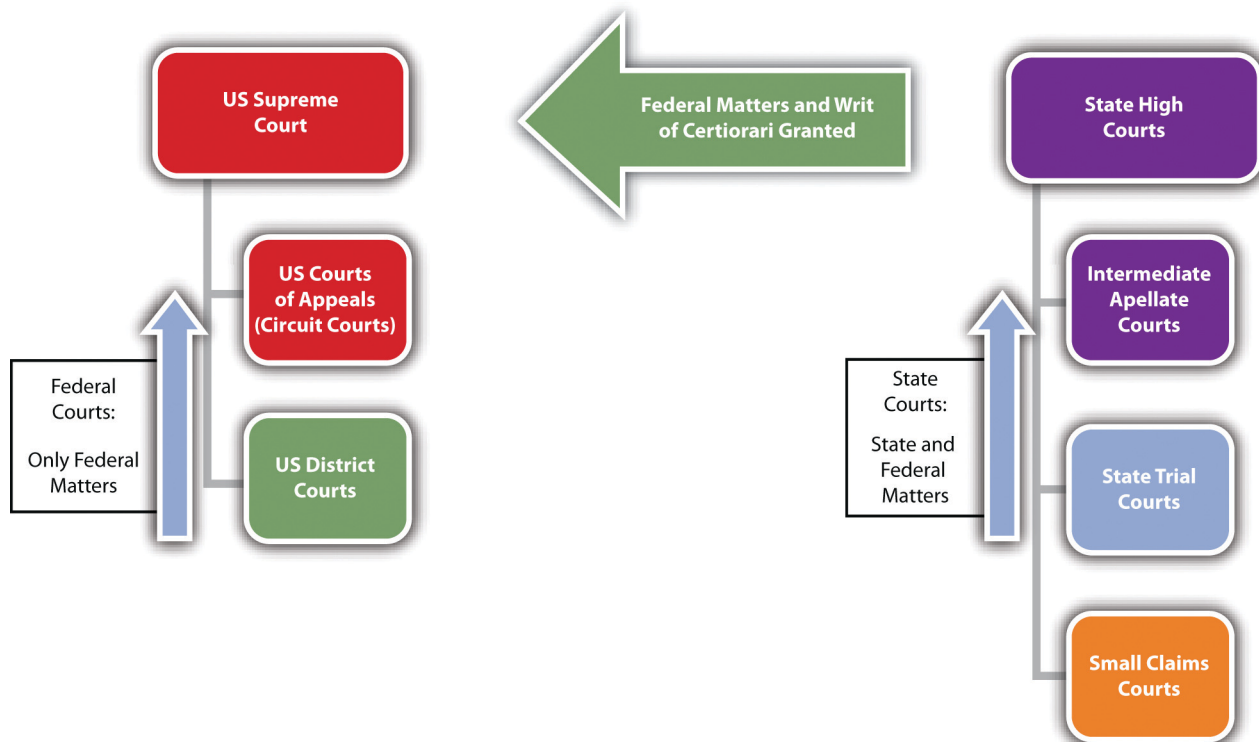 US Supreme
Court
Federal Matters and Writ
of Certiorari Granted
State High
Courts
US Courts
of Appeals
(Circuit Courts)
Intermediate
Apellate
Courts
Federal
Courts:
Only Federal
Matters
State
Courts:
State and
Federal
Matters
US District
Courts
State Trial
Courts
Small Claims
Courts